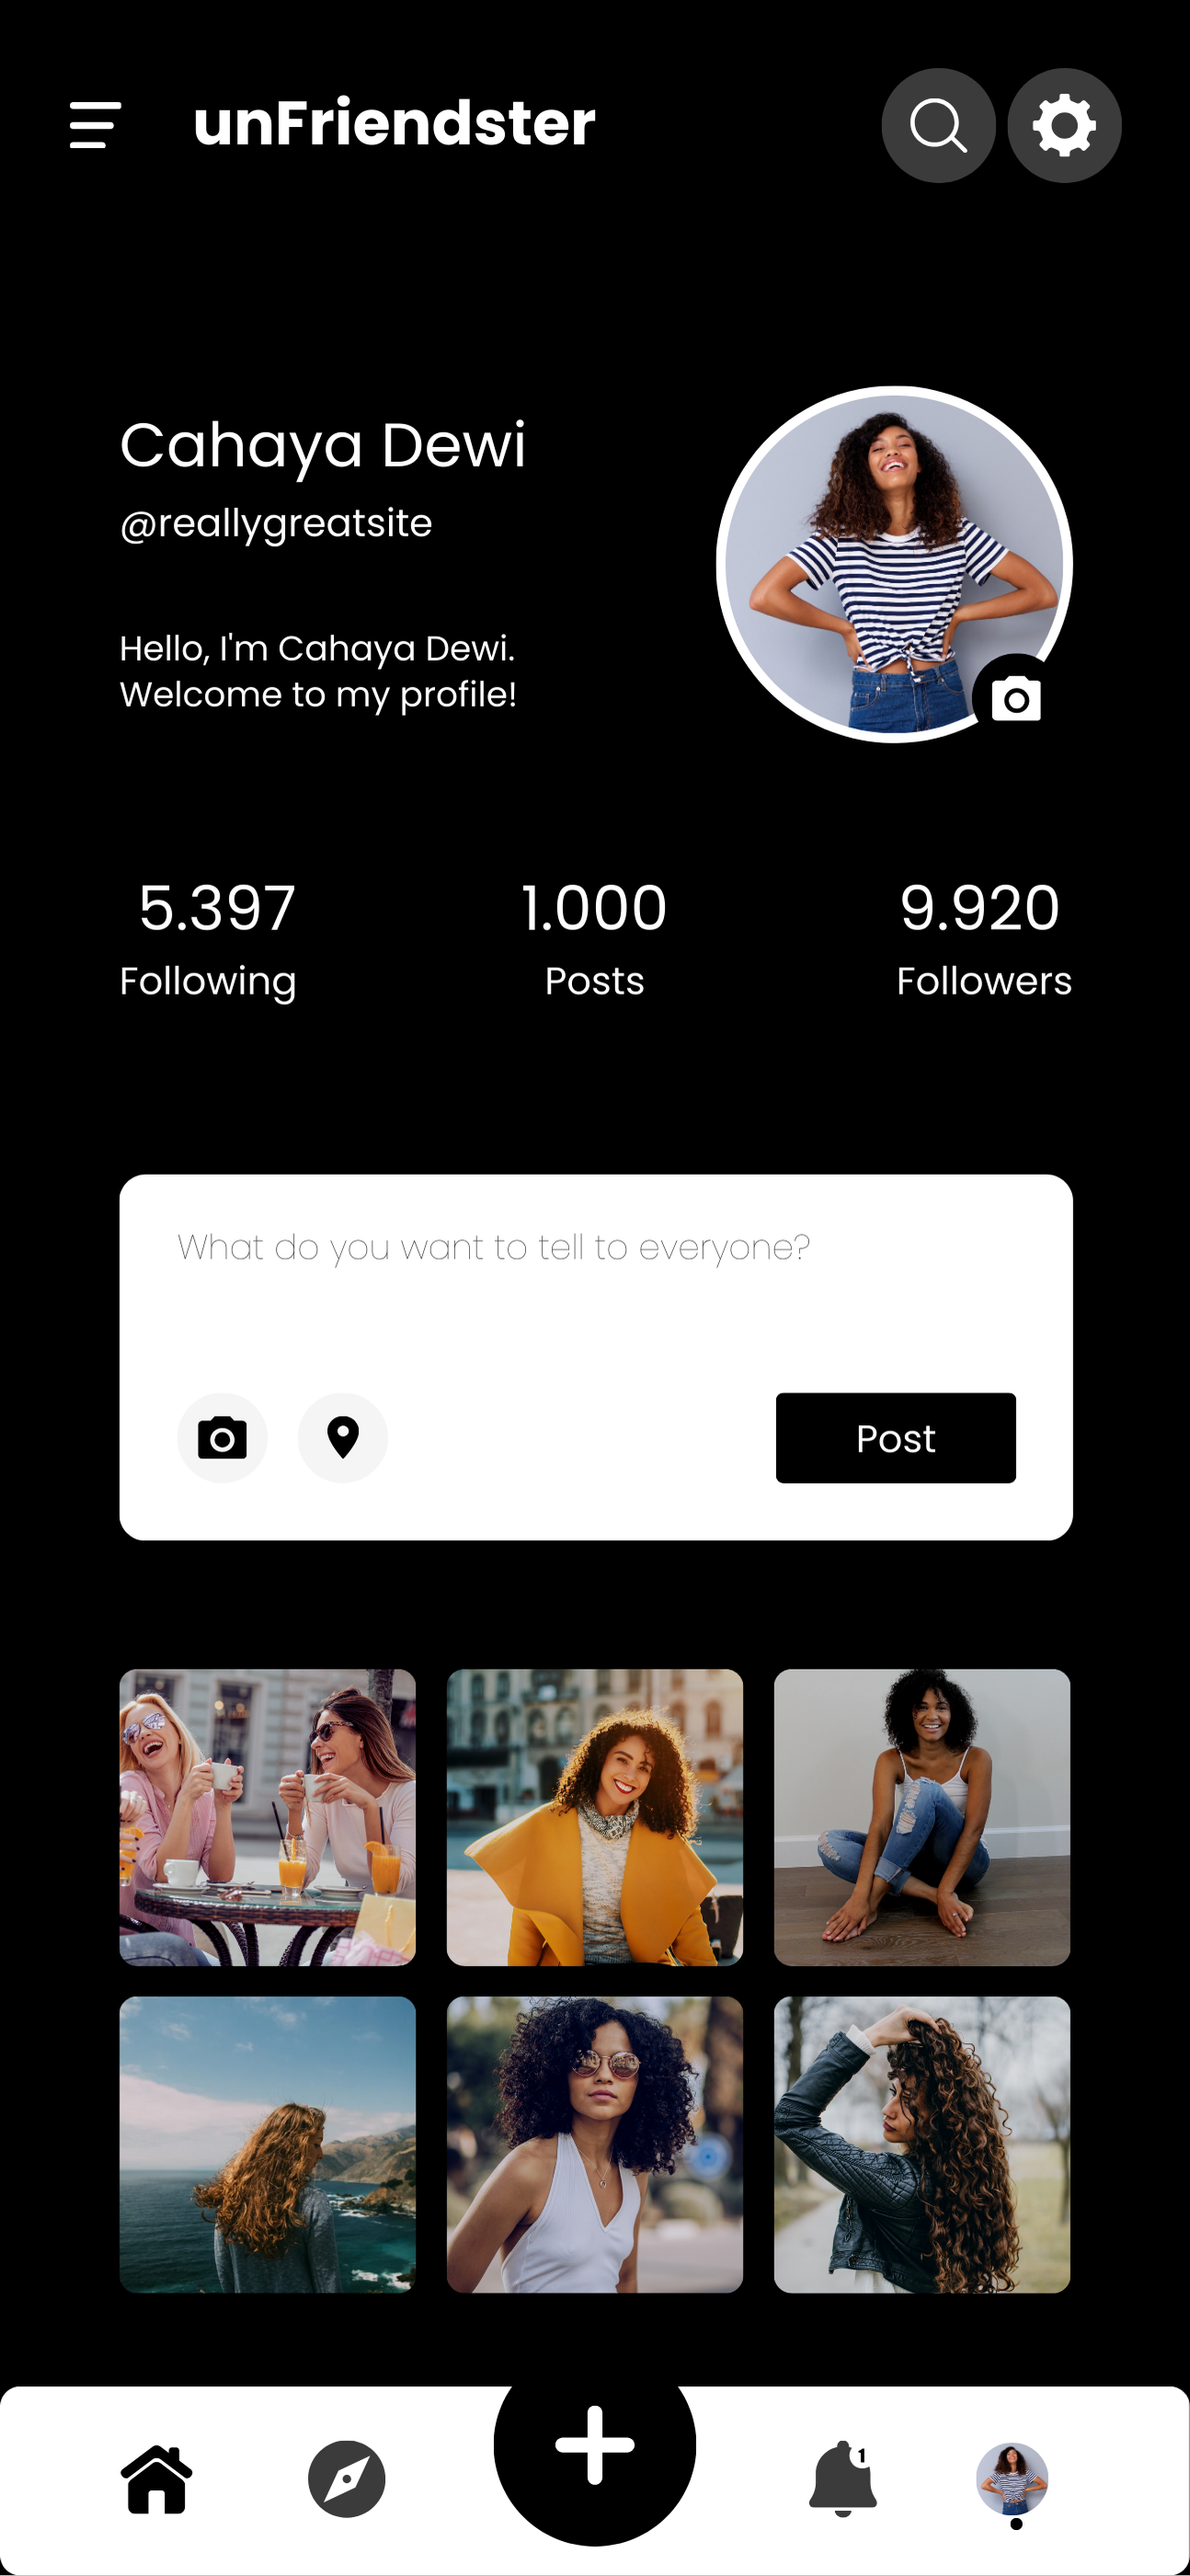 unFriendster
Cahaya Dewi
@reallygreatsite
Hello, I'm Cahaya Dewi.
Welcome to my profile!
5.397
Following
1.000
Posts
9.920
Followers
What do you want to tell to everyone?
Post
1